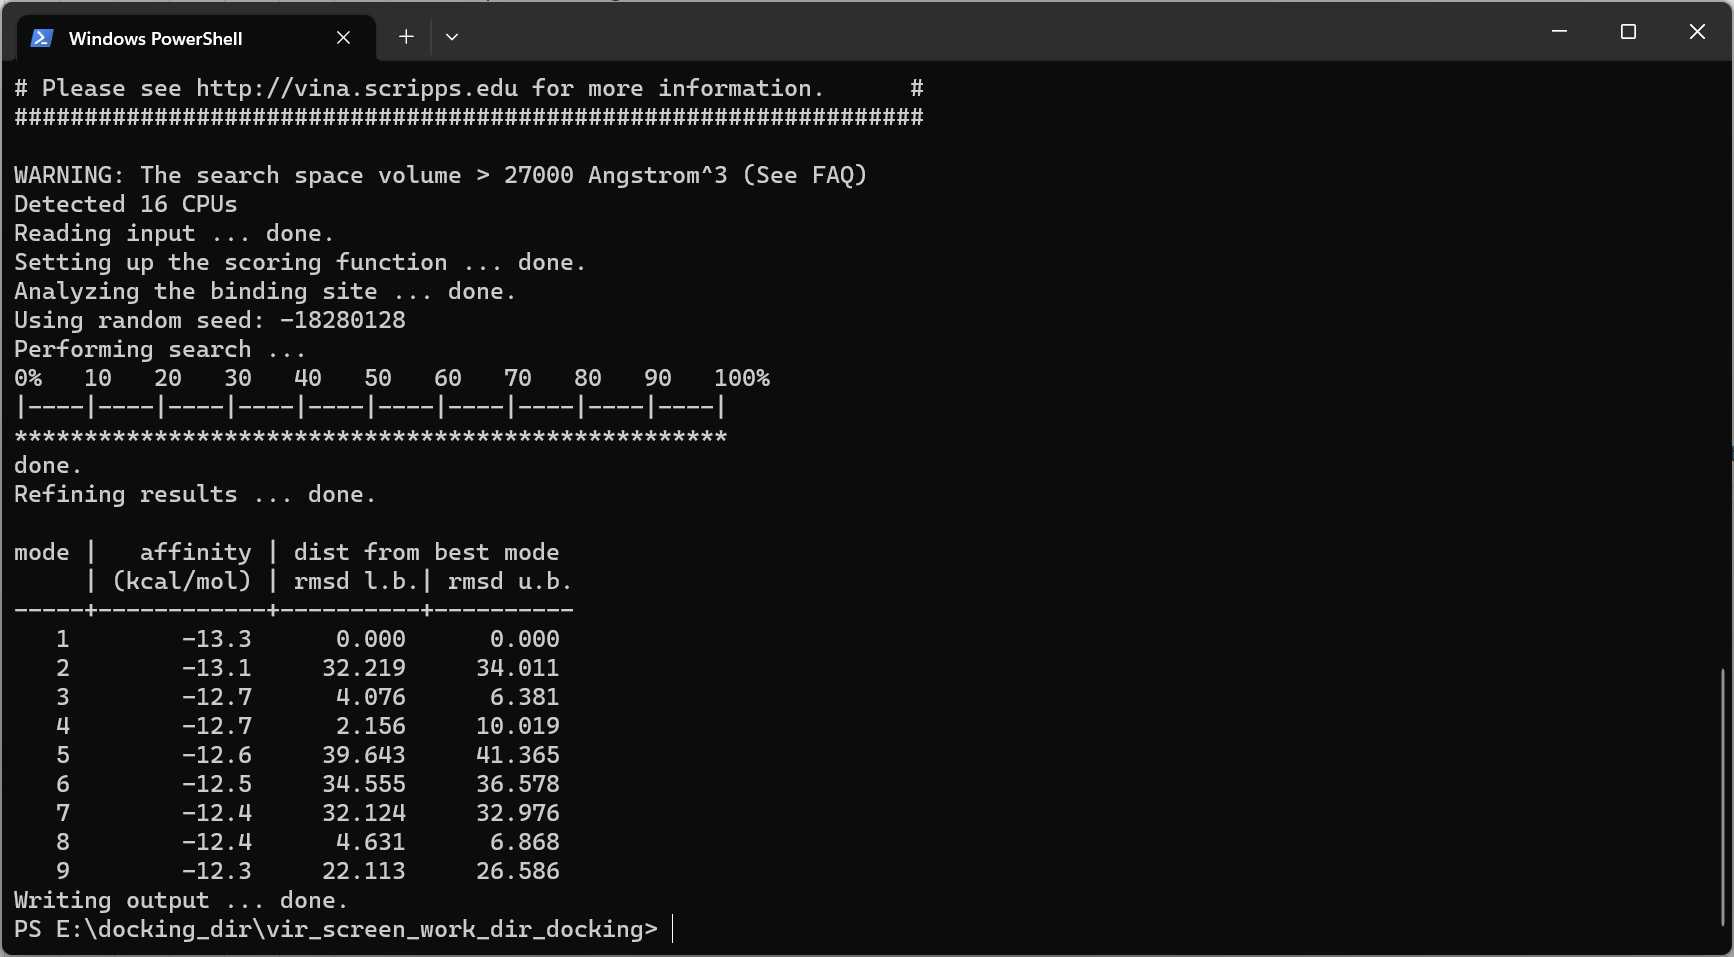 Windows PowerShell
# Please see http://vina.scripps.edu for more information.      #
#################################################################

WARNING: The search space volume > 27000 Angstrom^3 (See FAQ)
Detected 16 CPUs
Reading input ... done.
Setting up the scoring function ... done.
Analyzing the binding site ... done.
Using random seed: -18280128
Performing search ...
0%   10   20   30   40   50   60   70   80   90   100%
|----|----|----|----|----|----|----|----|----|----|
***************************************************
done.
Refining results ... done.

mode |   affinity | dist from best mode
     | (kcal/mol) | rmsd l.b.| rmsd u.b.
-----+------------+----------+----------
   1        -13.3      0.000      0.000
   2        -13.1     32.219     34.011
   3        -12.7      4.076      6.381
   4        -12.7      2.156     10.019
   5        -12.6     39.643     41.365
   6        -12.5     34.555     36.578
   7        -12.4     32.124     32.976
   8        -12.4      4.631      6.868
   9        -12.3     22.113     26.586
Writing output ... done.
PS E:\docking_dir\vir_screen_work_dir_docking>